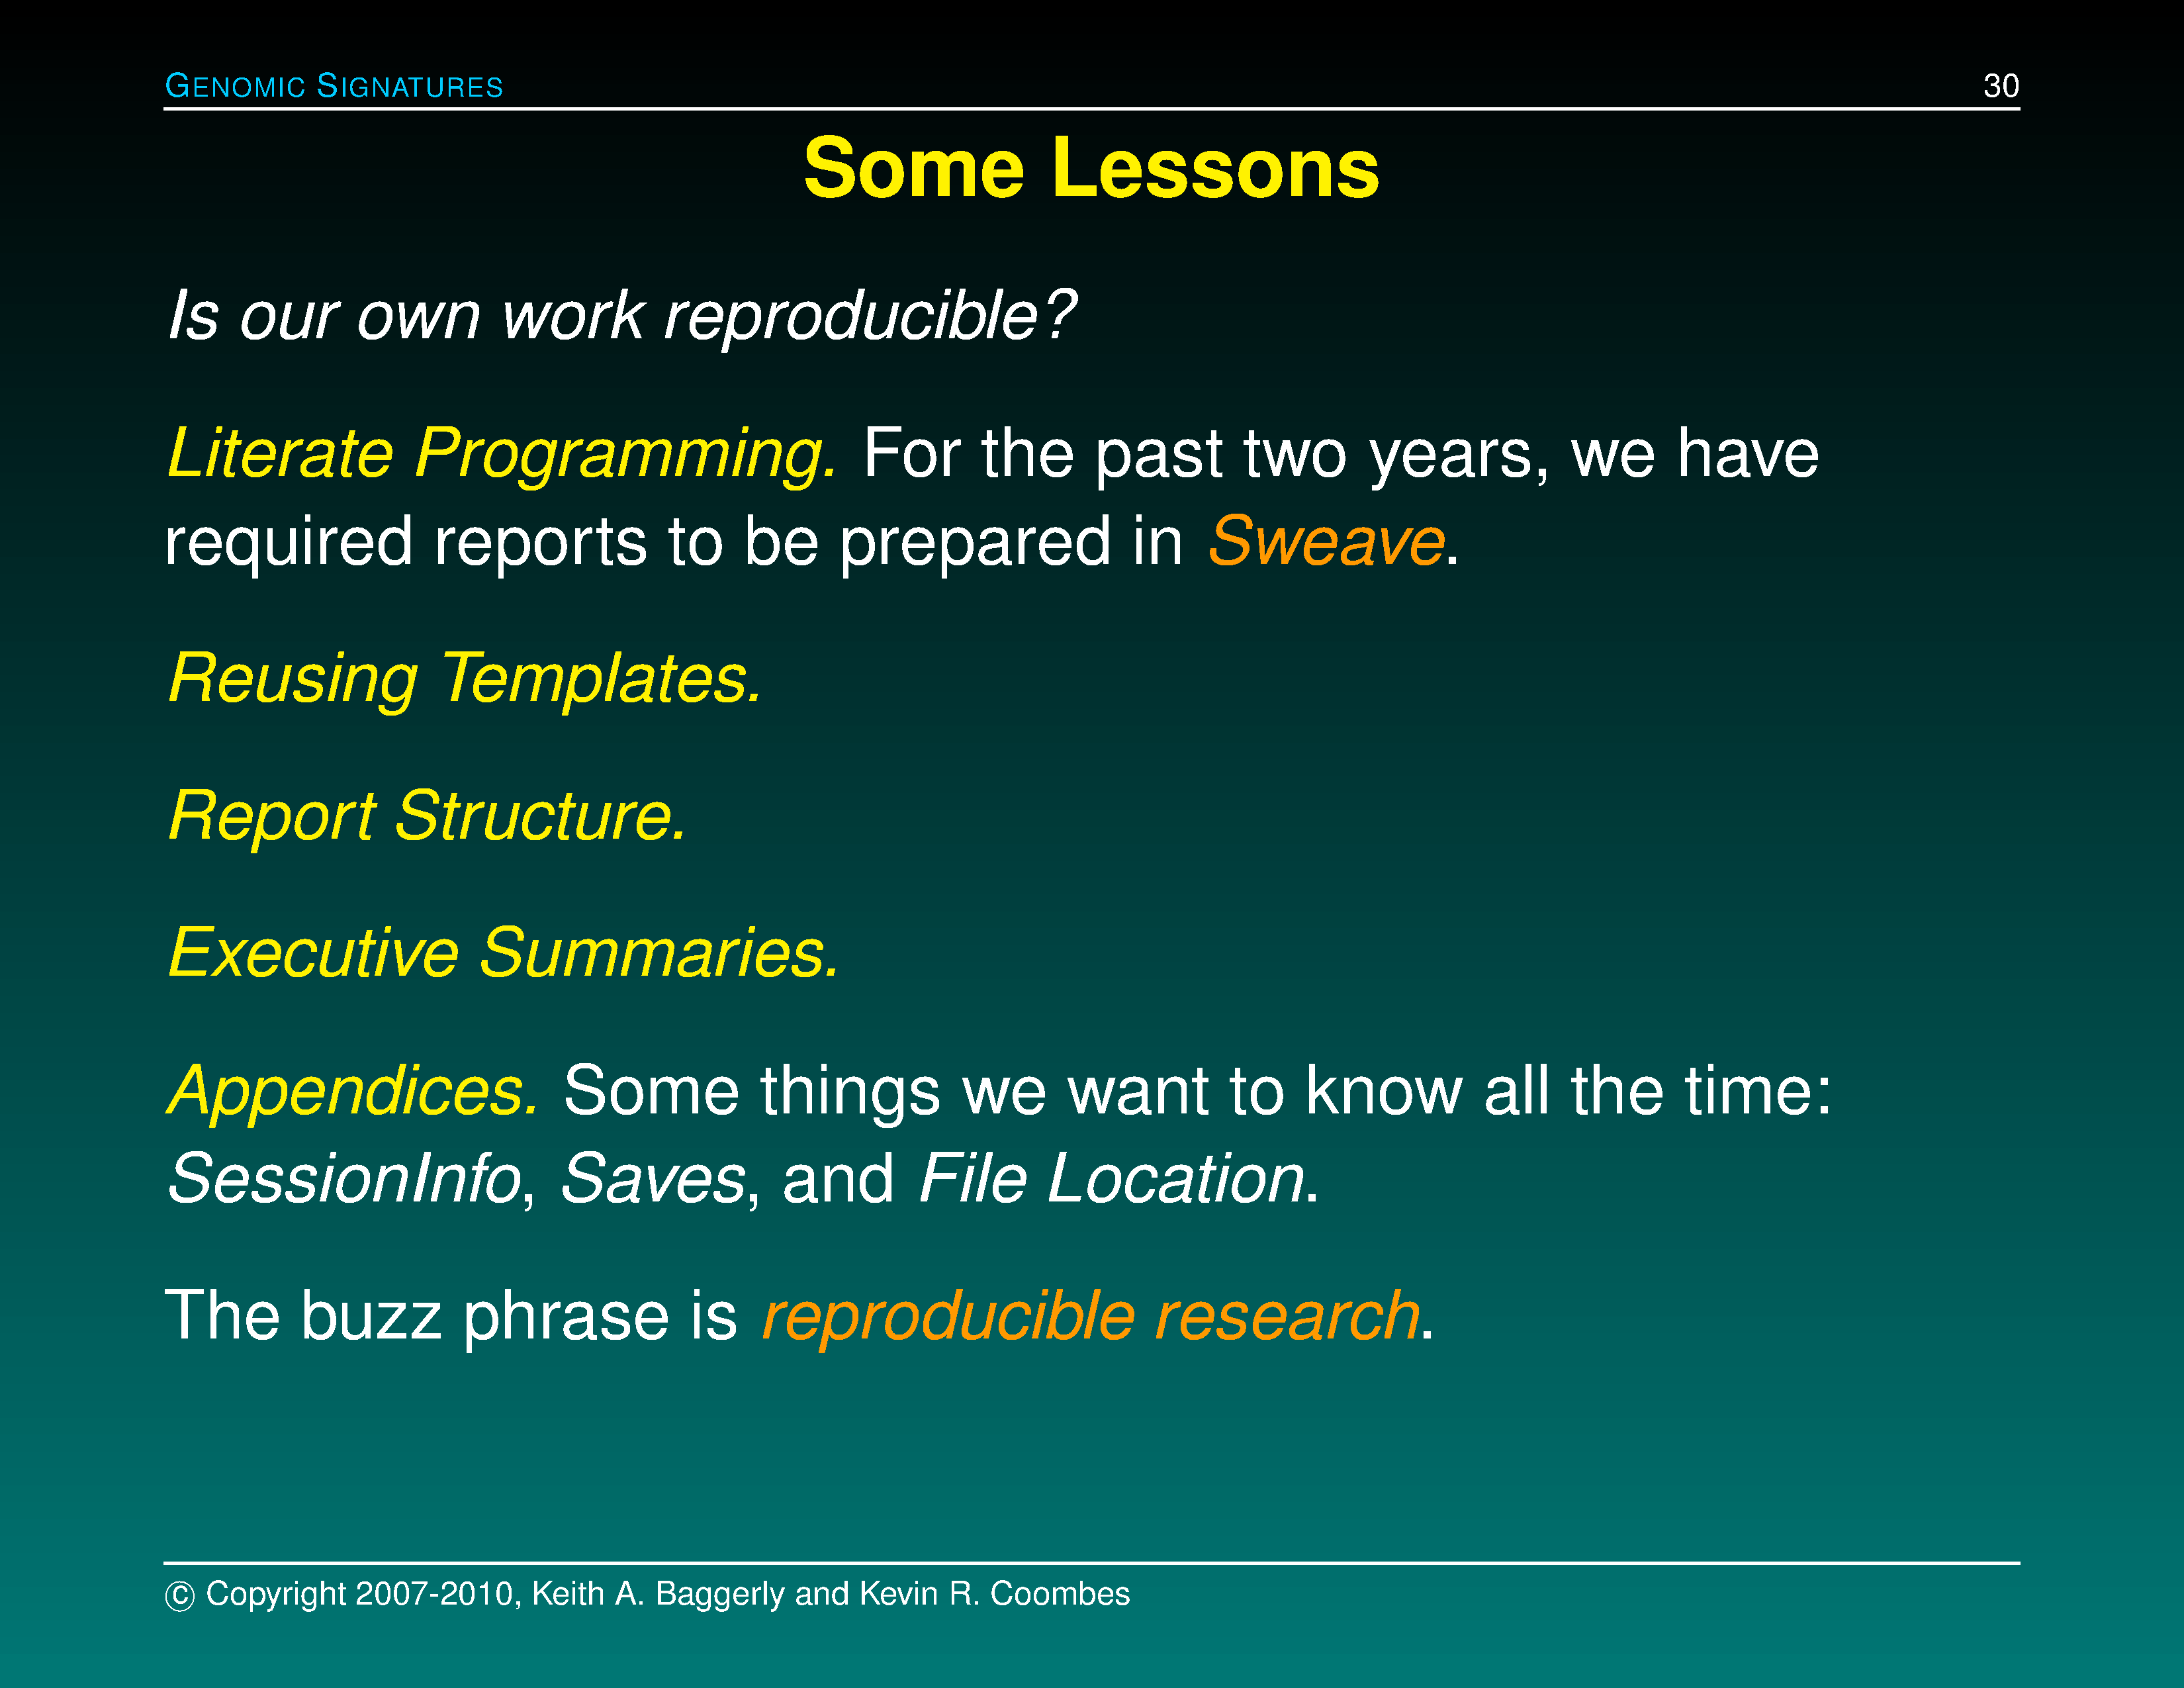 GENOMIC SIGNATURES 30
Some Lessons
Is our own work reproducible?
Literate Programming. For the past two years, we have
required reports to be prepared in Sweave.
Reusing Templates.
Report Structure.
Executive Summaries.
Appendices. Some things we want to know all the time:
SessionInfo, Saves, and File Location.
The buzz phrase is reproducible research.
© Copyright 2007-2010, Keith A. Baggerly and Kevin R. Coombes